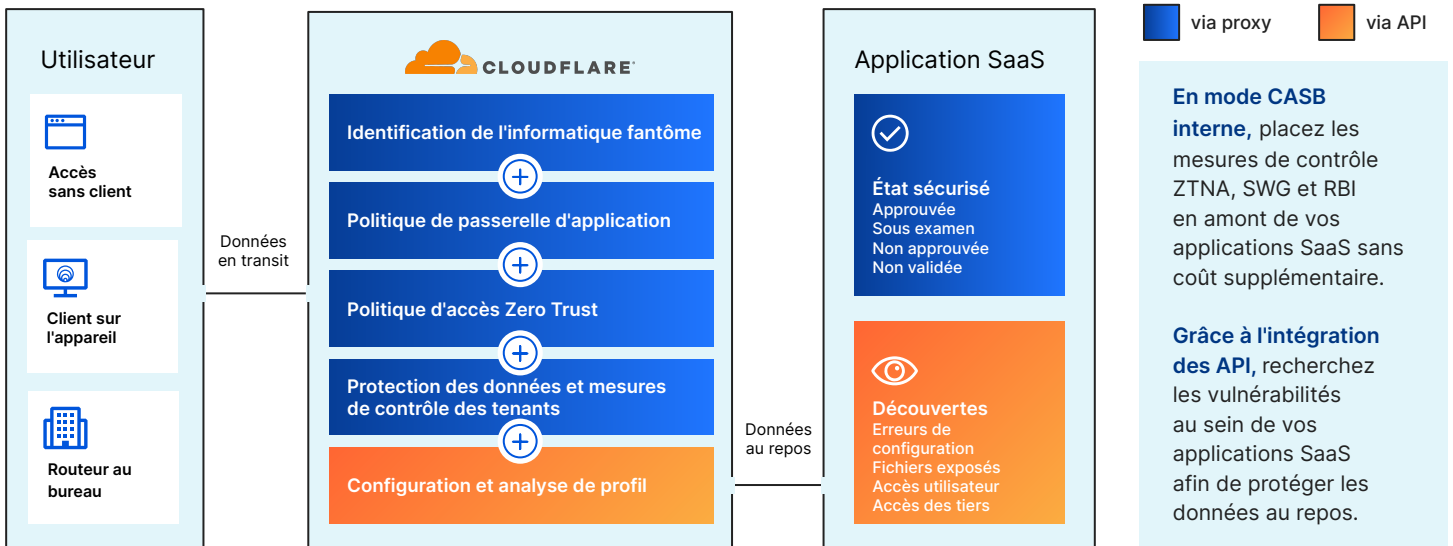 Utilisateur
Accès
sans client
Client sur
l'appareil
Routeur au
bureau
Données
en transit
CLOUDFLARE
Identification de l'informatique fantôme
Politique de passerelle d'application
Politique d'accès Zero Trust
Protection des données et mesures
de contrôle des tenants
Configuration et analyse de profil
Données
au repos
Application SaaS
État sécurisé
Approuvée
Sous examen
Non approuvée
Non validée
Découvertes
Erreurs de
configuration
Fichiers exposés
Accès utilisateur
Accès des tiers
via proxy
via API
En mode CASB
interne, placez les
mesures de contrôle
ZTNA, SWG et RBI
en amont de vos
applications SaaS sans
coût supplémentaire.
Grâce à l'intégration
des API, recherchez
les vulnérabilités
au sein de vos
applications SaaS
afin de protéger les
données au repos.